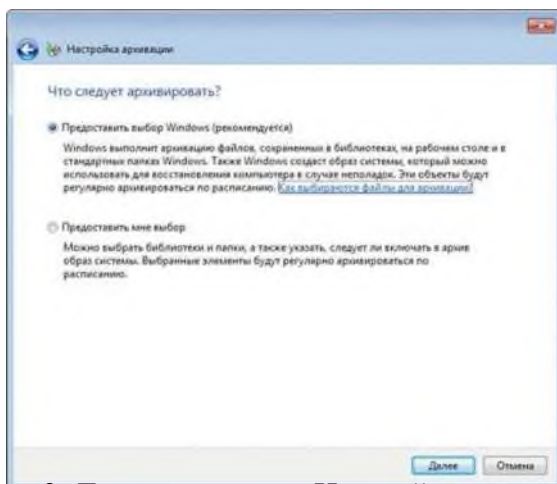 Настройка архивации
Что следует архивировать?
Предоставить выбор Windows (рекомендуется)
Windows выполнит архивацию файлов, сохраненных в библиотеках, на рабочем столе и в
стандартных папках Windows. Также Windows создаст образ системы, который можно
использовать для восстановления компьютера в случае неполадок. Эти объекты будут
регулярно архивироваться по расписанию. Как выбираются файлы для архивации?
Предоставить мне выбор
Можно выбрать библиотеки и папки, а также указать, следует ли включать в архив
образ системы. Выбранные элементы будут регулярно архивироваться по
расписанию.
Далее Отмена